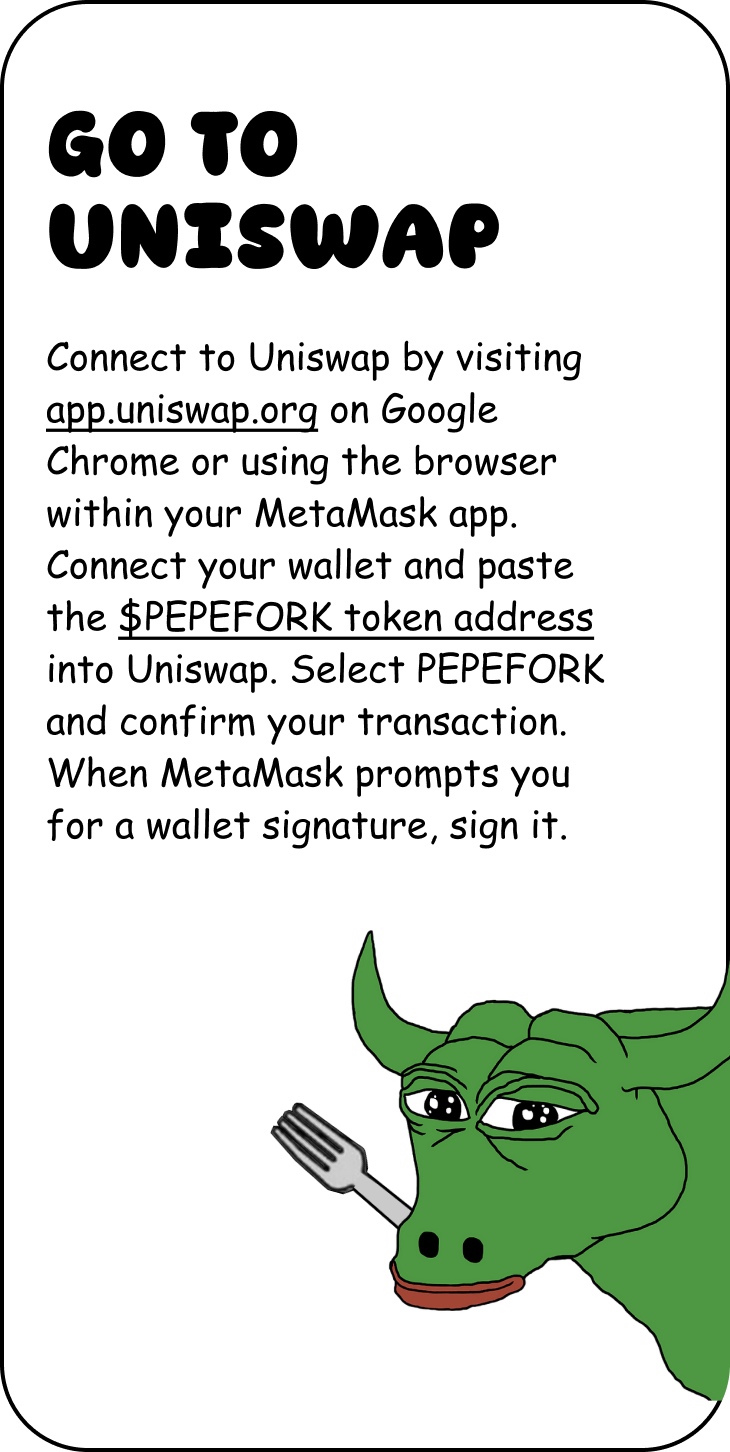 GO TO
UNISWAP
Connect to Uniswap by visiting
app.uniswap.org on Google
Chrome or using the browser
within your MetaMask app.
Connect your wallet and paste
the $PEPEFORK token address
into Uniswap. Select PEPEFORK
and confirm your transaction.
When MetaMask prompts you
for a wallet signature, sign it.